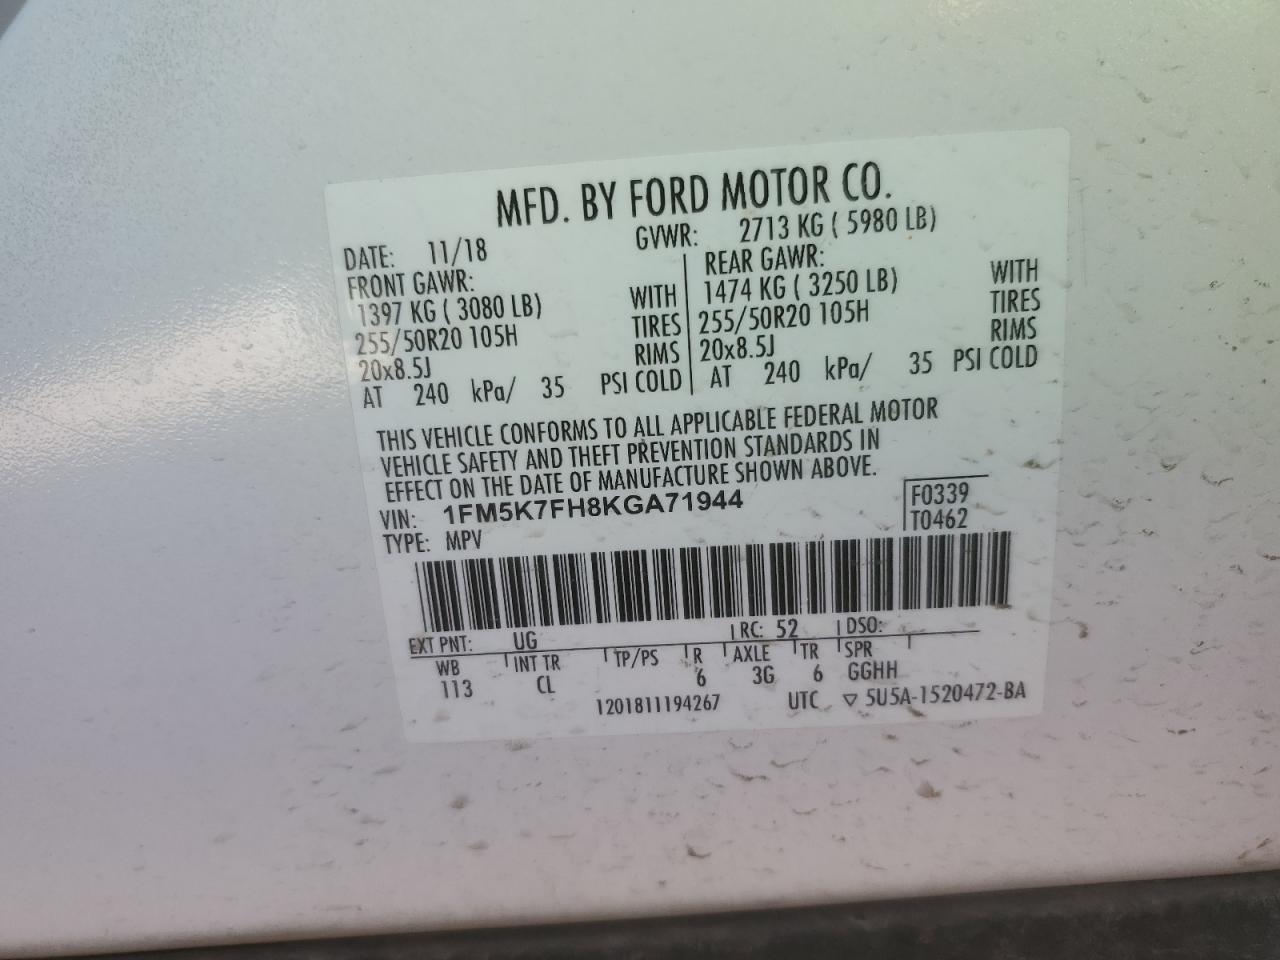 MFD. BY FORD MOTOR CO.
DATE: 11/18 GVWR: 2713 KG ( 5980 LB)
FRONT GAWR: REAR GAWR:
1397 KG ( 3080 LB) WITH 1474 KG ( 3250 LB) WITH
255/50R20 105H TIRES 255/50R20 105H TIRES
20x8.5J RIMS 20x8.5J RIMS
AT 240 kPa/ 35 PSI COLD AT 240 kPa/ 35 PSI COLD
THIS VEHICLE CONFORMS TO ALL APPLICABLE FEDERAL MOTOR
VEHICLE SAFETY AND THEFT PREVENTION STANDARDS IN
EFFECT ON THE DATE OF MANUFACTURE SHOWN ABOVE.
VIN: 1FM5K7FH8KGA71944 F0339
TYPE: MPV T0462
EXT PNT: UG RC: 52 DSO:
WB INT TR TP/PS R AXLE TR SPR
113 CL 6 3G 6 GGHH
1201811194267 UTC ▽ 5U5A-1520472-BA